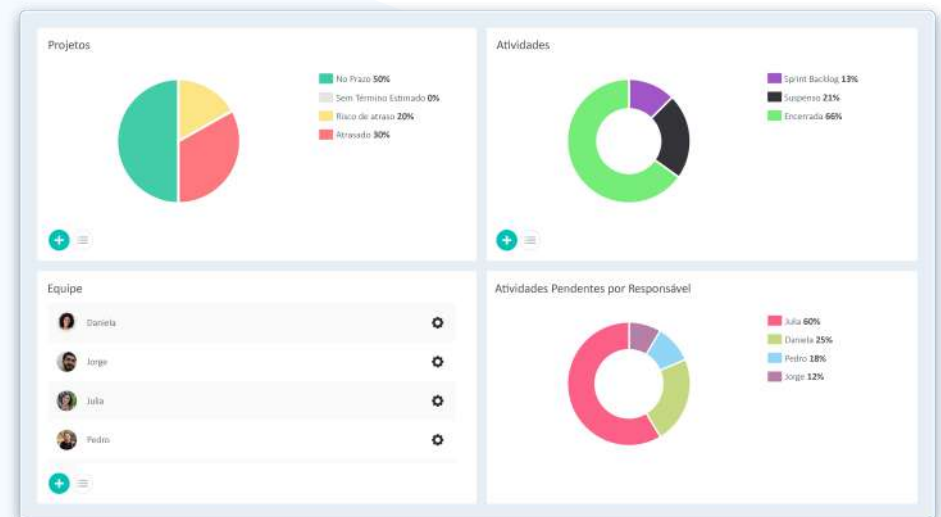 Projetos
No Prazo 50%
Sem Término Estimado 0%
Risco de atraso 20%
Atrasado 30%
Atividades
Sprint Backlog 13%
Suspenso 21%
Encerrada 66%
Equipe
Daniela
Jorge
Julia
Pedro
Atividades Pendentes por Responsável
Julia 60%
Daniela 25%
Pedro 18%
Jorge 12%